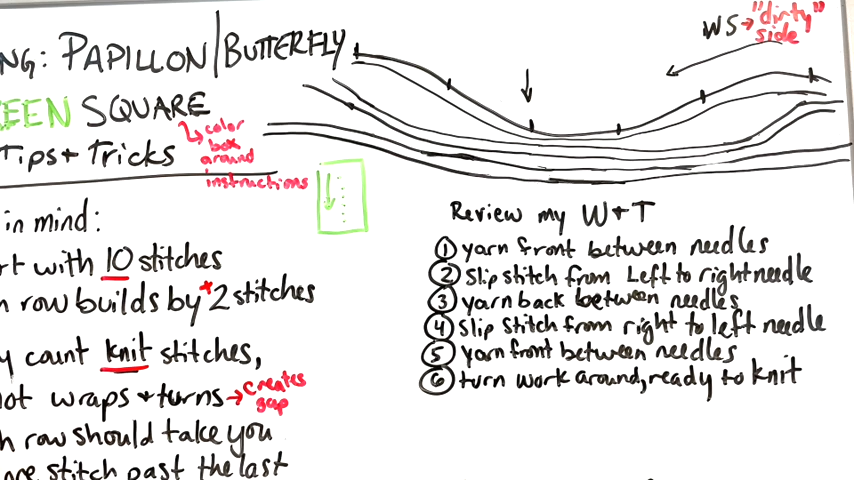 NG: PAPILLON/BUTTERFLY
EEN SQUARE
Tips + Tricks
color
box
around
instructions
WS → "dirty"
side
in mind:
rt with 10 stitches
n row builds by *2 stitches
y count knit stitches,
not wraps + turns → creates
gap
h row should take you
ne stitch past the last
Review my W+T
1 yarn front between needles
2 slip stitch from Left to right needle
3 yarn back between needles
4 slip stitch from right to left needle
5 yarn front between needles
6 turn work around, ready to knit